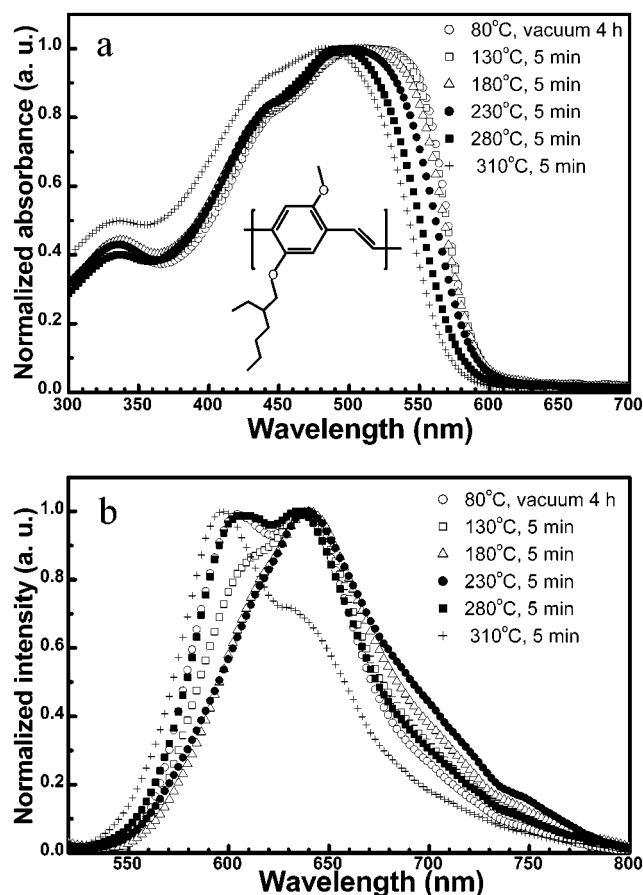 a
Normalized absorbance (a. u.)
1.0
0.8
0.6
0.4
0.2
0.0
80°C, vacuum 4 h
130°C, 5 min
180°C, 5 min
230°C, 5 min
280°C, 5 min
310°C, 5 min
O
O
300 350 400 450 500 550 600 650 700
Wavelength (nm)
b
Normalized intensity (a. u.)
1.0
0.8
0.6
0.4
0.2
0.0
80°C, vacuum 4 h
130°C, 5 min
180°C, 5 min
230°C, 5 min
280°C, 5 min
310°C, 5 min
550 600 650 700 750 800
Wavelength (nm)